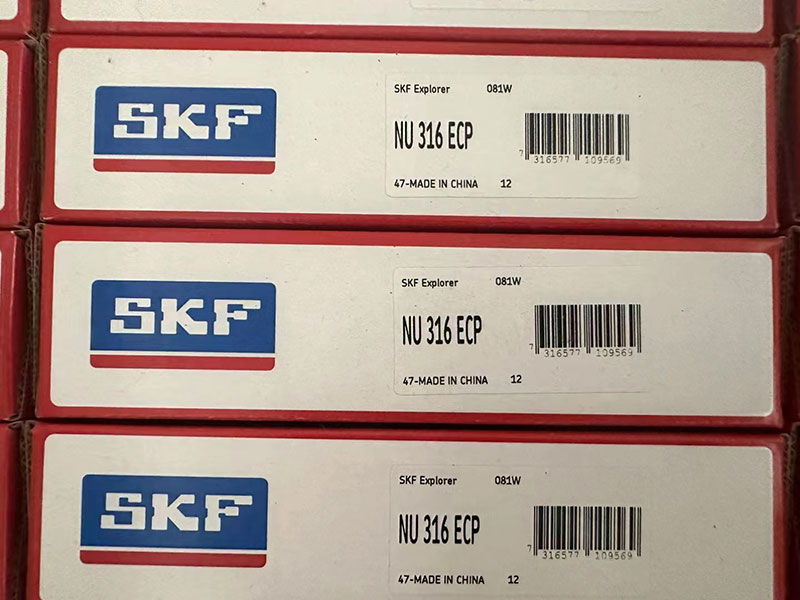 SKF
SKF Explorer 081W
NU 316 ECP
7 316577 109569
47-MADE IN CHINA 12
SKF
SKF Explorer 081W
NU 316 ECP
7 316577 109569
47-MADE IN CHINA 12
SKF
SKF Explorer 081W
NU 316 ECP
7 316577 109569
47-MADE IN CHINA 12